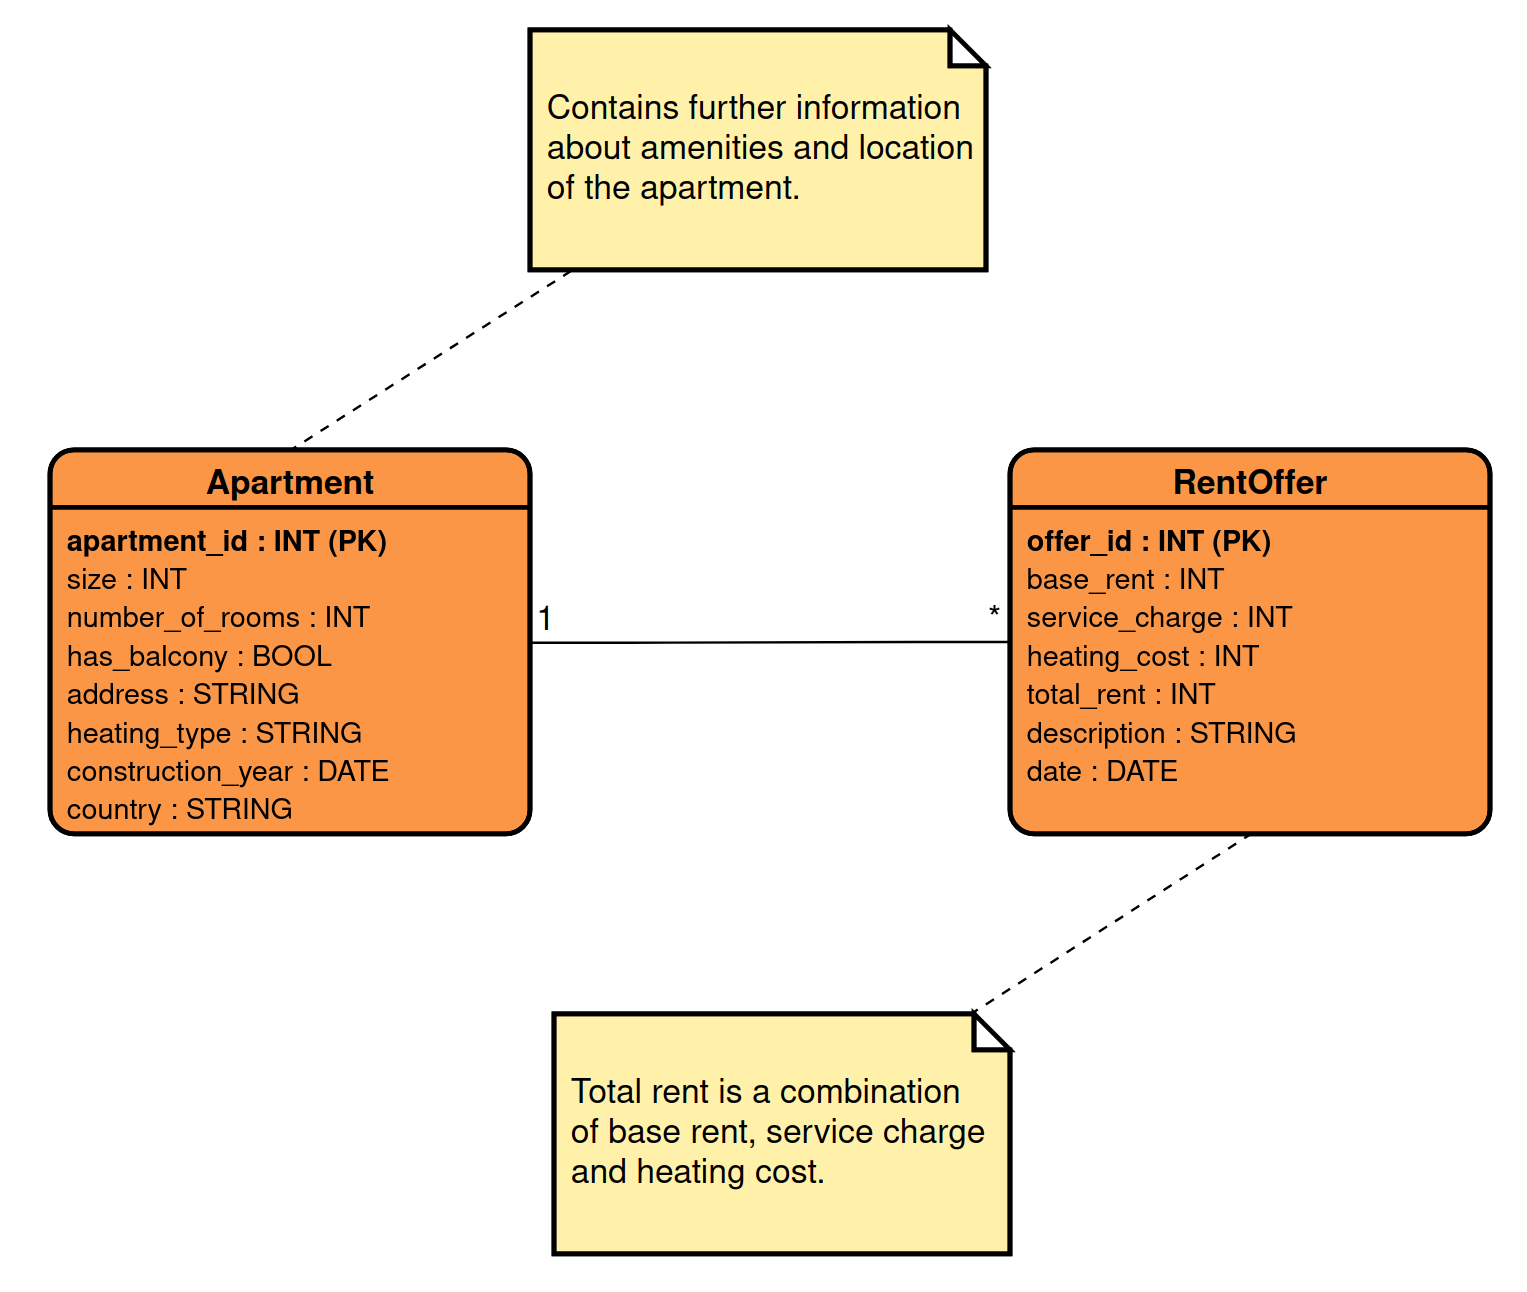 Contains further information
about amenities and location
of the apartment.
Apartment
apartment_id : INT (PK)
size : INT
number_of_rooms : INT
has_balcony : BOOL
address : STRING
heating_type : STRING
construction_year : DATE
country : STRING
1
*
RentOffer
offer_id : INT (PK)
base_rent : INT
service_charge : INT
heating_cost : INT
total_rent : INT
description : STRING
date : DATE
Total rent is a combination
of base rent, service charge
and heating cost.